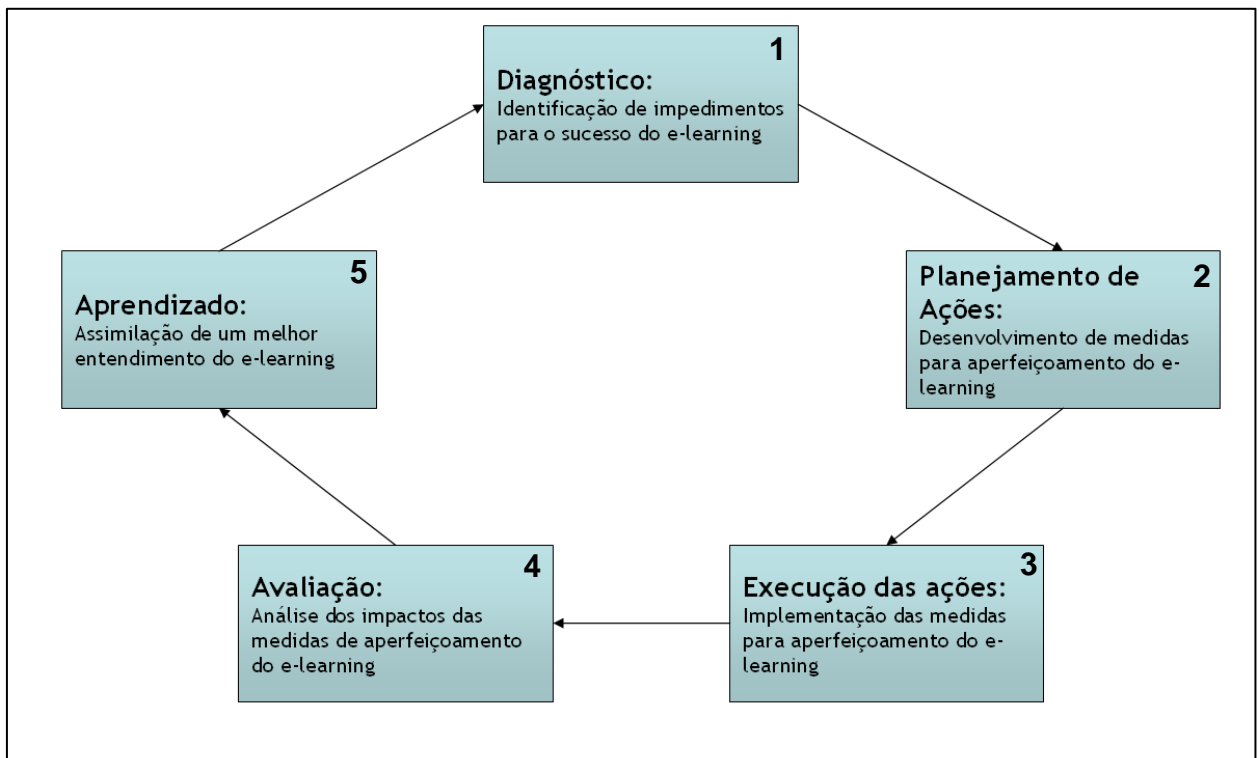 1
Diagnóstico:
Identificação de impedimentos
para o sucesso do e-learning
2
Planejamento de
Ações:
Desenvolvimento de medidas
para aperfeiçoamento do e-
learning
3
Execução das ações:
Implementação das medidas
para aperfeiçoamento do e-
learning
4
Avaliação:
Análise dos impactos das
medidas de aperfeiçoamento
do e-learning
5
Aprendizado:
Assimilação de um melhor
entendimento do e-learning